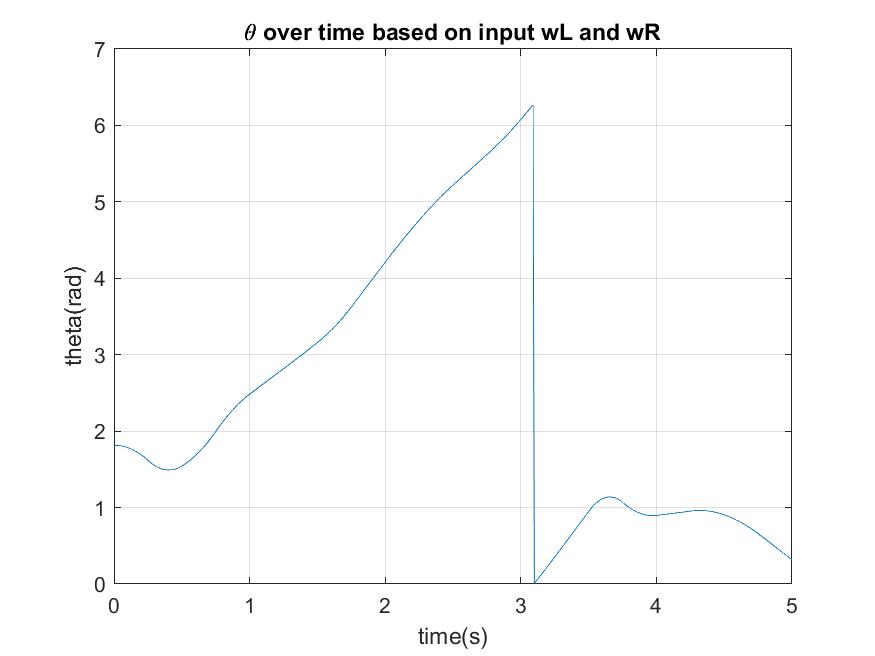 θ over time based on input wL and wR
7
6
5
4
3
2
1
0
theta(rad)
0 1 2 3 4 5
time(s)